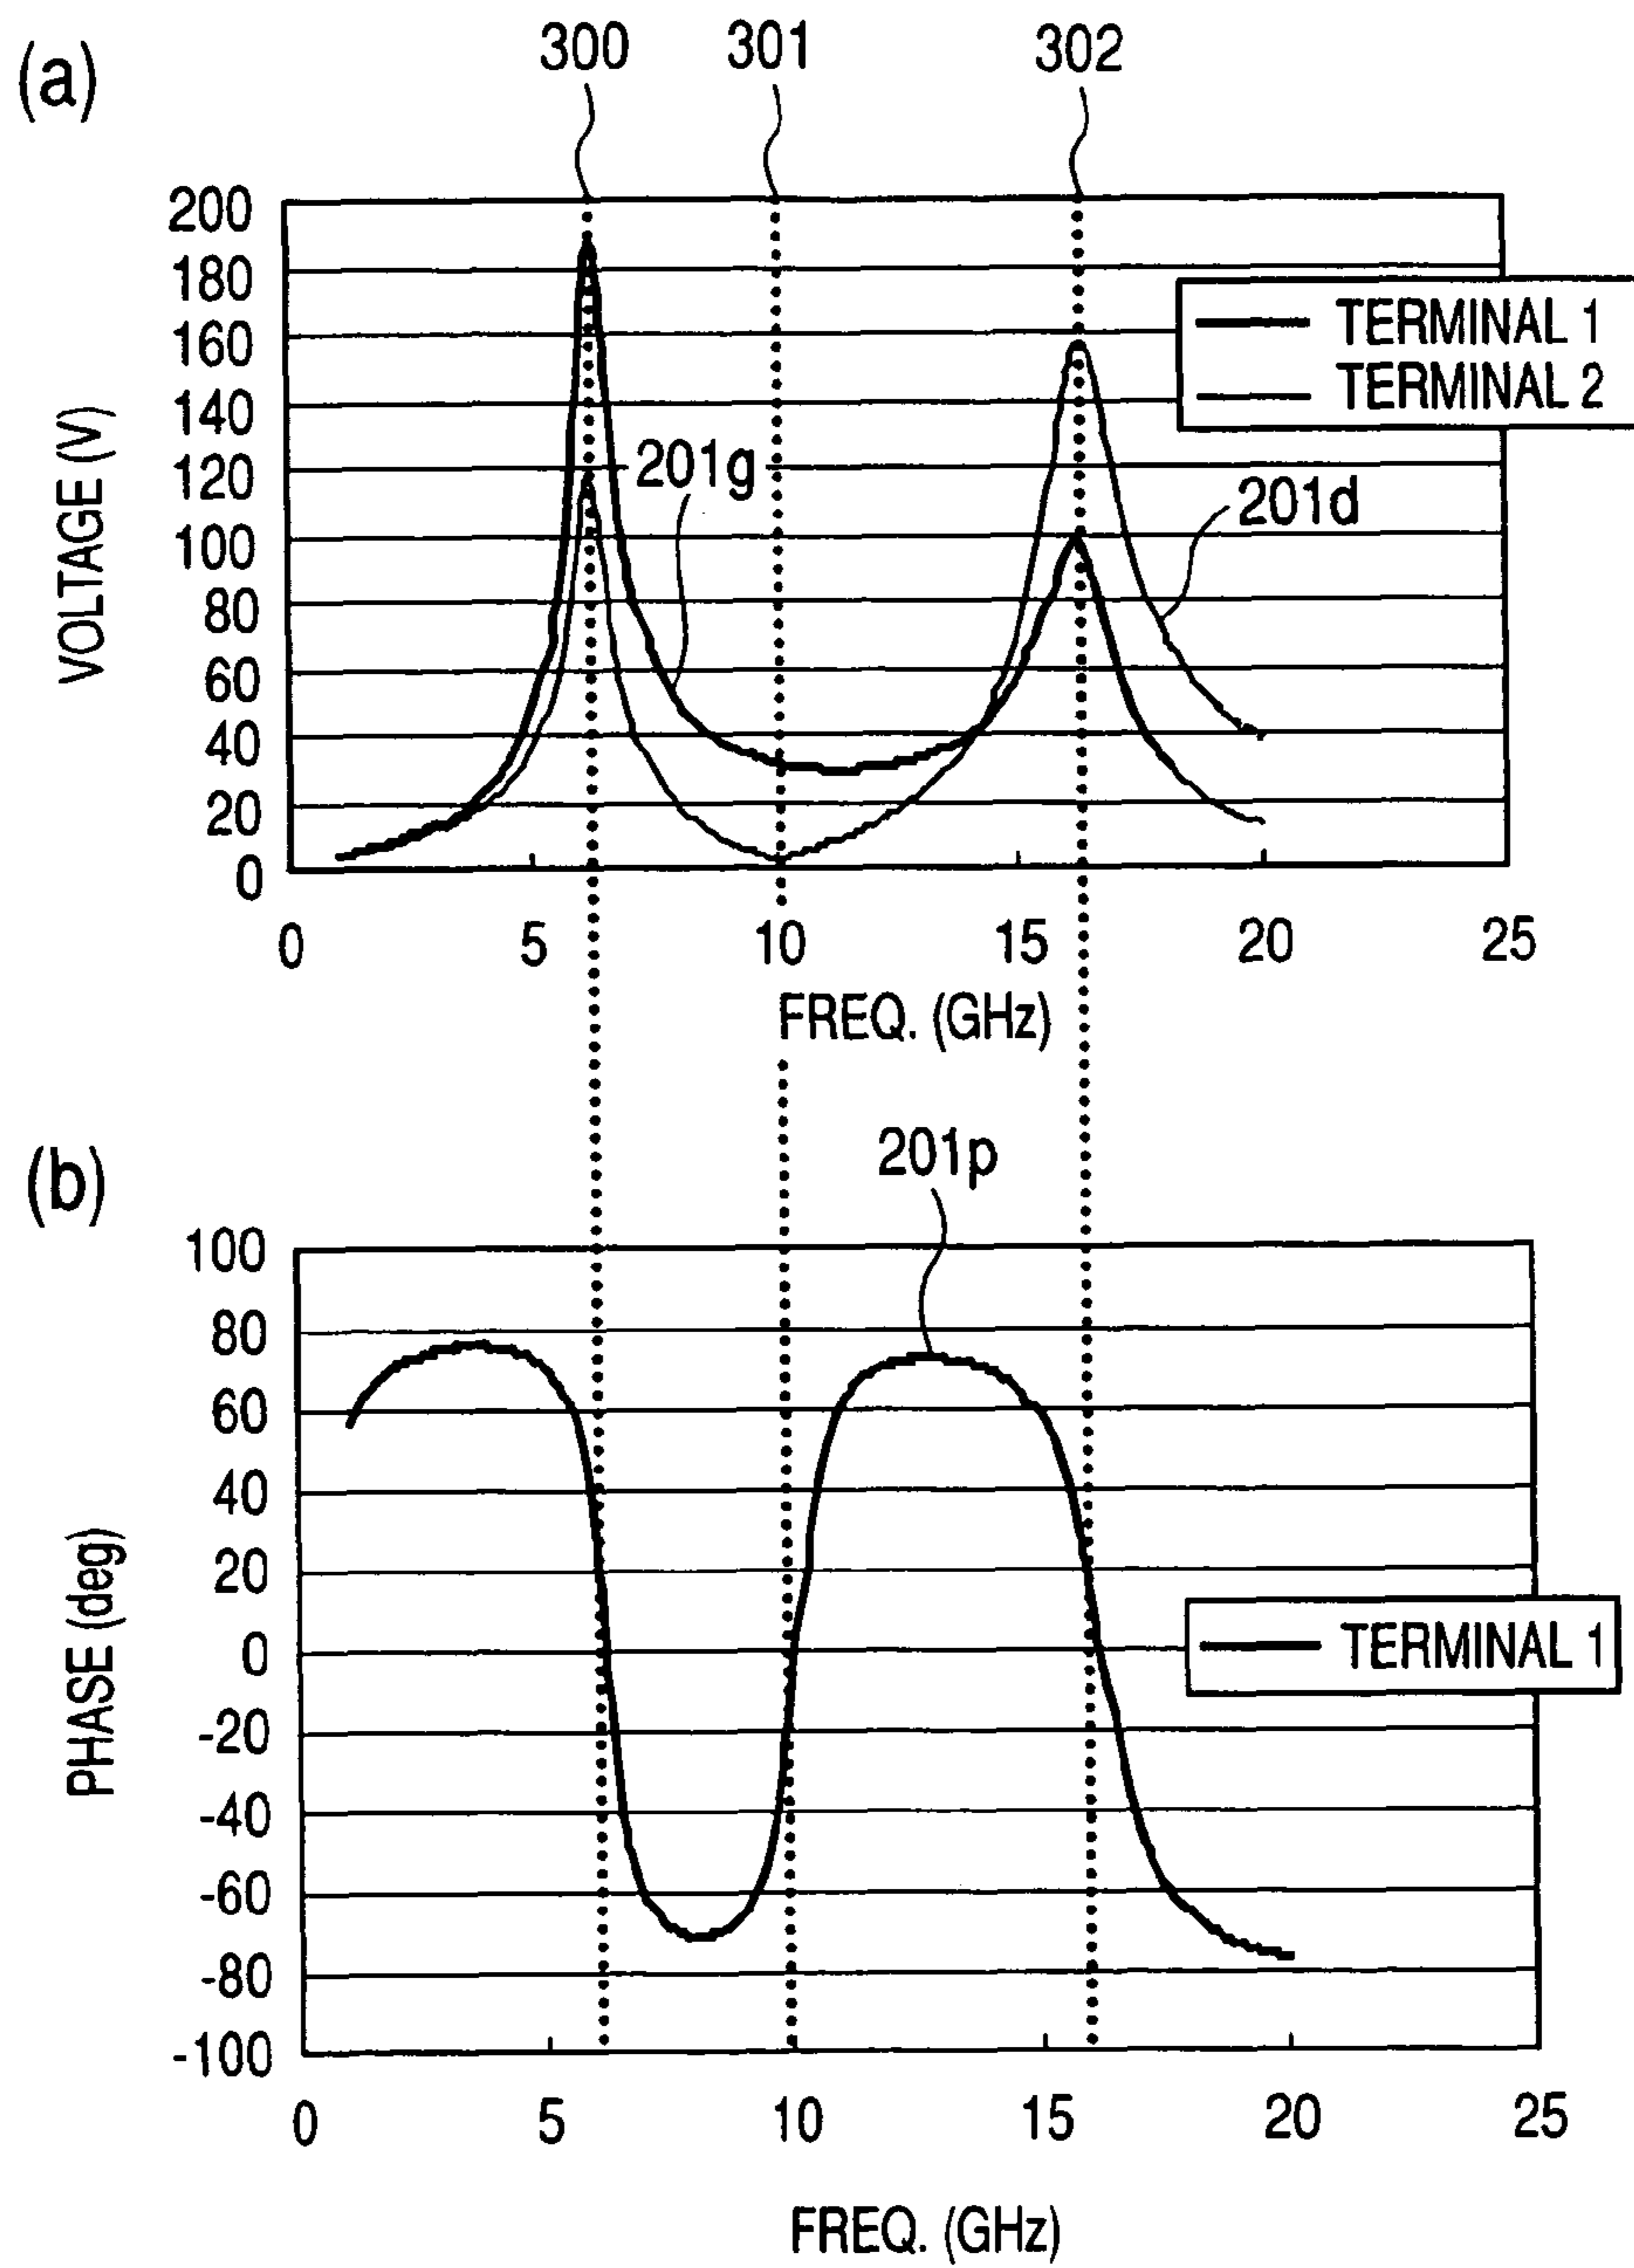 (a)
300 301 302
200
180
160
140
120
100
80
60
40
20
0
VOLTAGE (V)
TERMINAL 1
TERMINAL 2
201g
201d
0 5 10 15 20 25
FREQ. (GHz)
(b)
201p
100
80
60
40
20
0
-20
-40
-60
-80
-100
PHASE (deg)
TERMINAL 1
0 5 10 15 20 25
FREQ. (GHz)